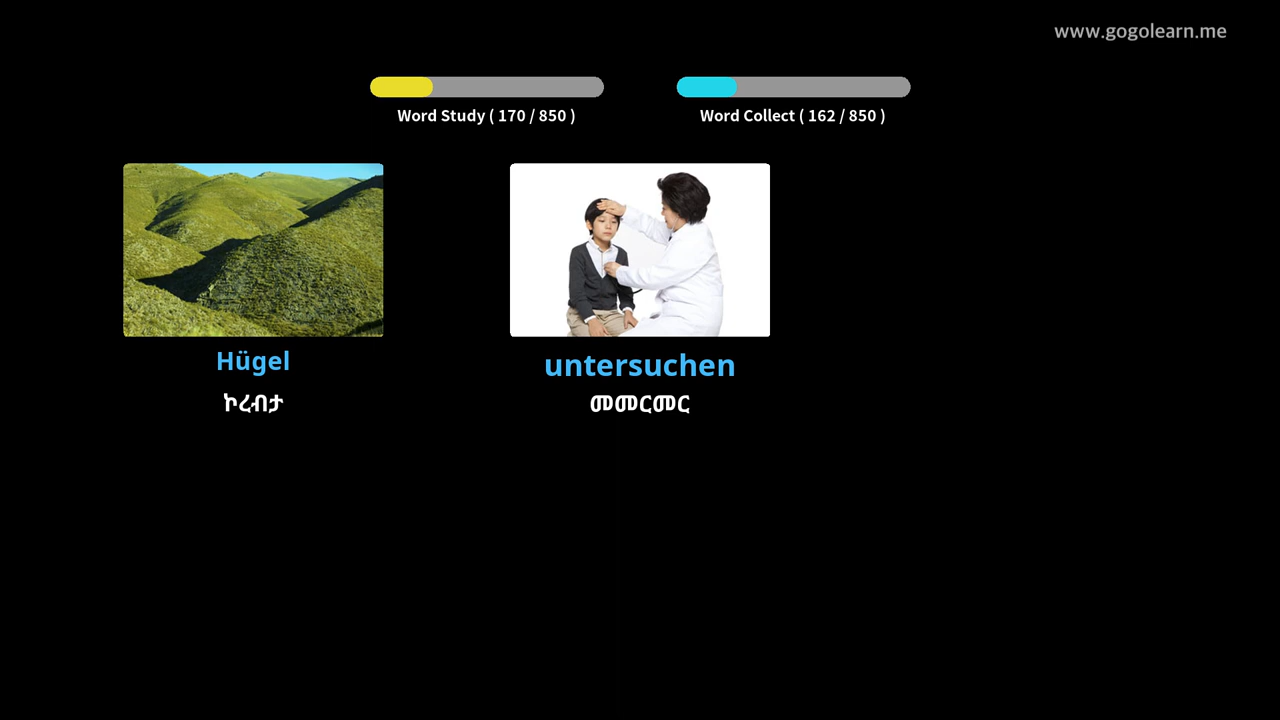 www.gogolearn.me
Word Study ( 170 / 850 )
Word Collect ( 162 / 850 )
Hügel
ኮረብታ
untersuchen
መመርመር